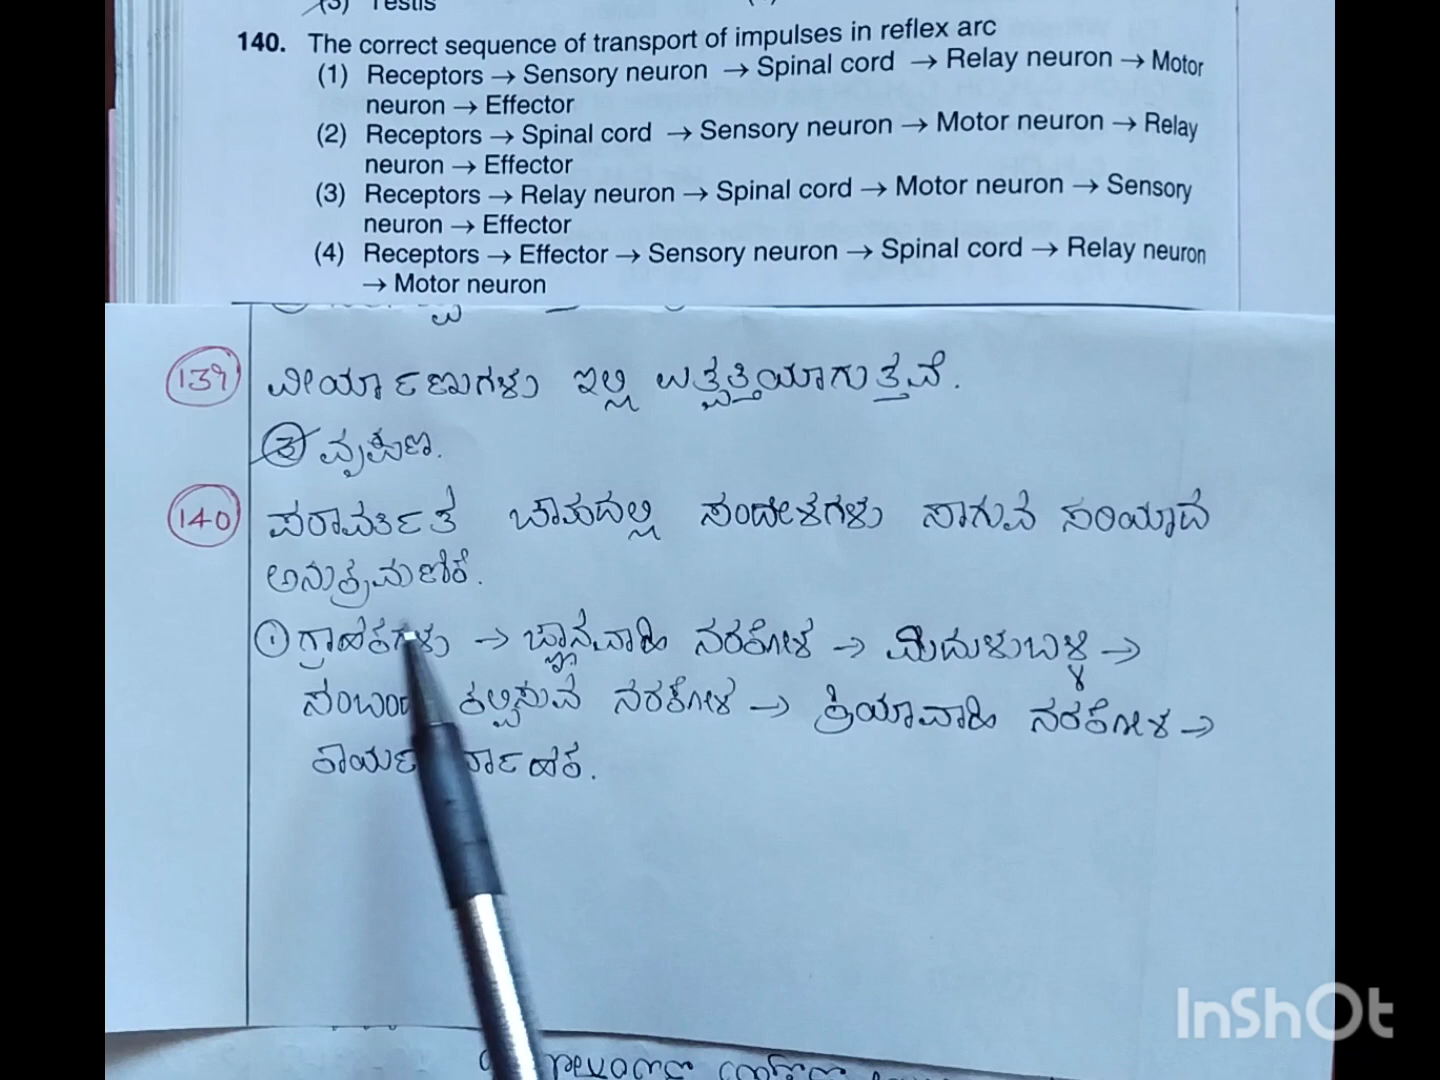 (3) Testis
140. The correct sequence of transport of impulses in reflex arc
(1) Receptors → Sensory neuron → Spinal cord → Relay neuron → Motor
neuron → Effector
(2) Receptors → Spinal cord → Sensory neuron → Motor neuron → Relay
neuron → Effector
(3) Receptors → Relay neuron → Spinal cord → Motor neuron → Sensory
neuron → Effector
(4) Receptors → Effector → Sensory neuron → Spinal cord → Relay neuron
→ Motor neuron
139 ವೀರ್ಯಾಣುಗಳು ಇಲ್ಲಿ ಉತ್ಪತ್ತಿಯಾಗುತ್ತವೆ.
3 ವೃಷಣ.
140 ಪರಾವರ್ತಿತ ಚಾಪದಲ್ಲಿ ಸಂದೇಶಗಳು ಸಾಗುವ ಸರಿಯಾದ
ಅನುಕ್ರಮಣಿಕೆ.
1 ಗ್ರಾಹಕಗಳು → ಜ್ಞಾನವಾಹಿ ನರಕೋಶ → ಮಿದುಳುಬಳ್ಳಿ →
ಕಲ್ಪಿಸುವ ನರಕೋಶ → ಕ್ರಿಯಾವಾಹಿ ನರಕೋಶ →
InShOt